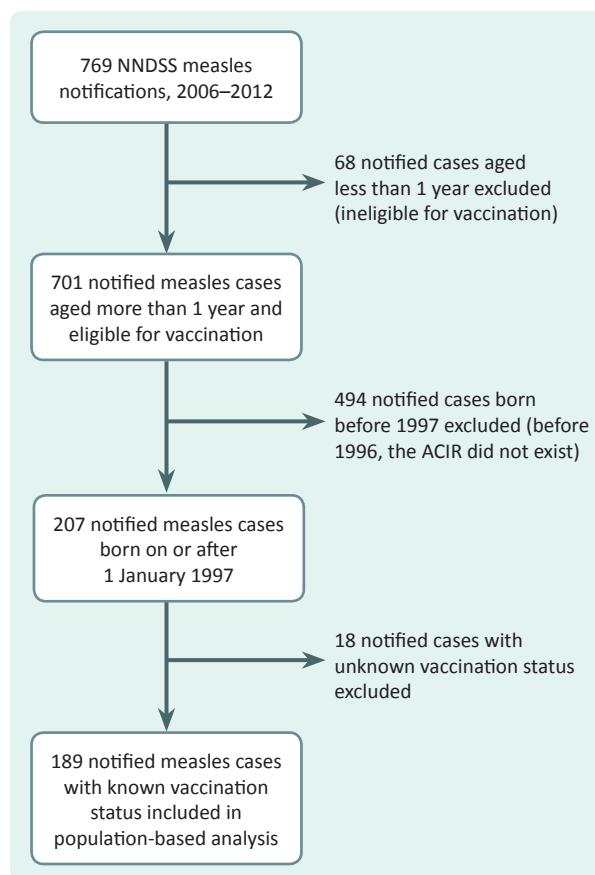 769 NNDSS measles
notifications, 2006–2012
68 notified cases aged
less than 1 year excluded
(ineligible for vaccination)
701 notified measles cases
aged more than 1 year and
eligible for vaccination
494 notified cases born
before 1997 excluded (before
1996, the ACIR did not exist)
207 notified measles cases
born on or after
1 January 1997
18 notified cases with
unknown vaccination status
excluded
189 notified measles cases
with known vaccination
status included in
population-based analysis